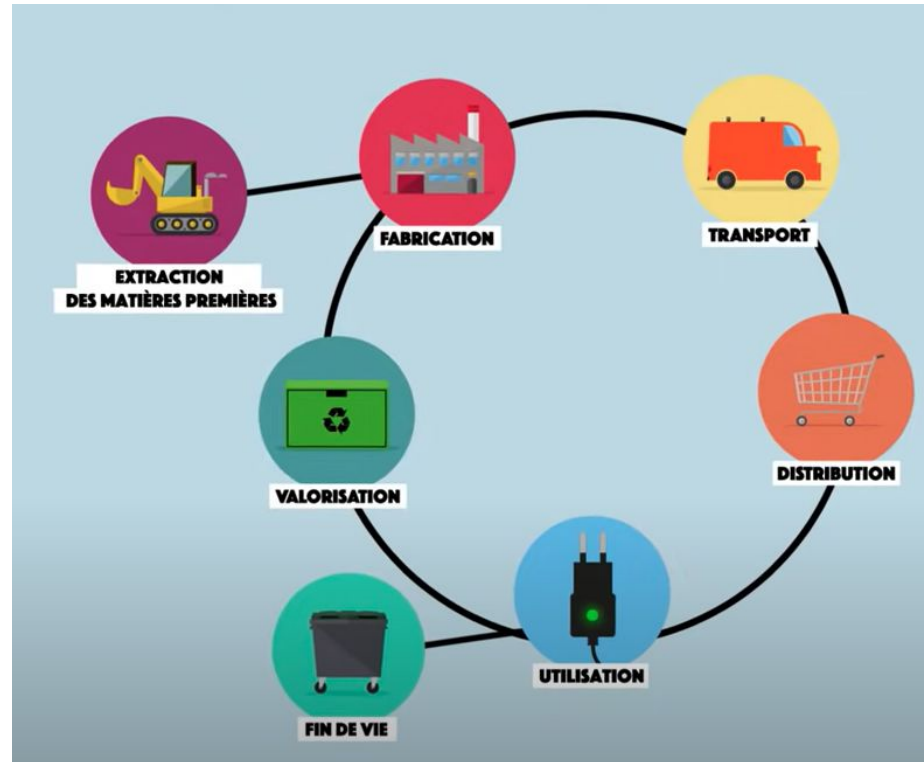 EXTRACTION
DES MATIÈRES PREMIÈRES
FABRICATION
TRANSPORT
DISTRIBUTION
UTILISATION
VALORISATION
FIN DE VIE